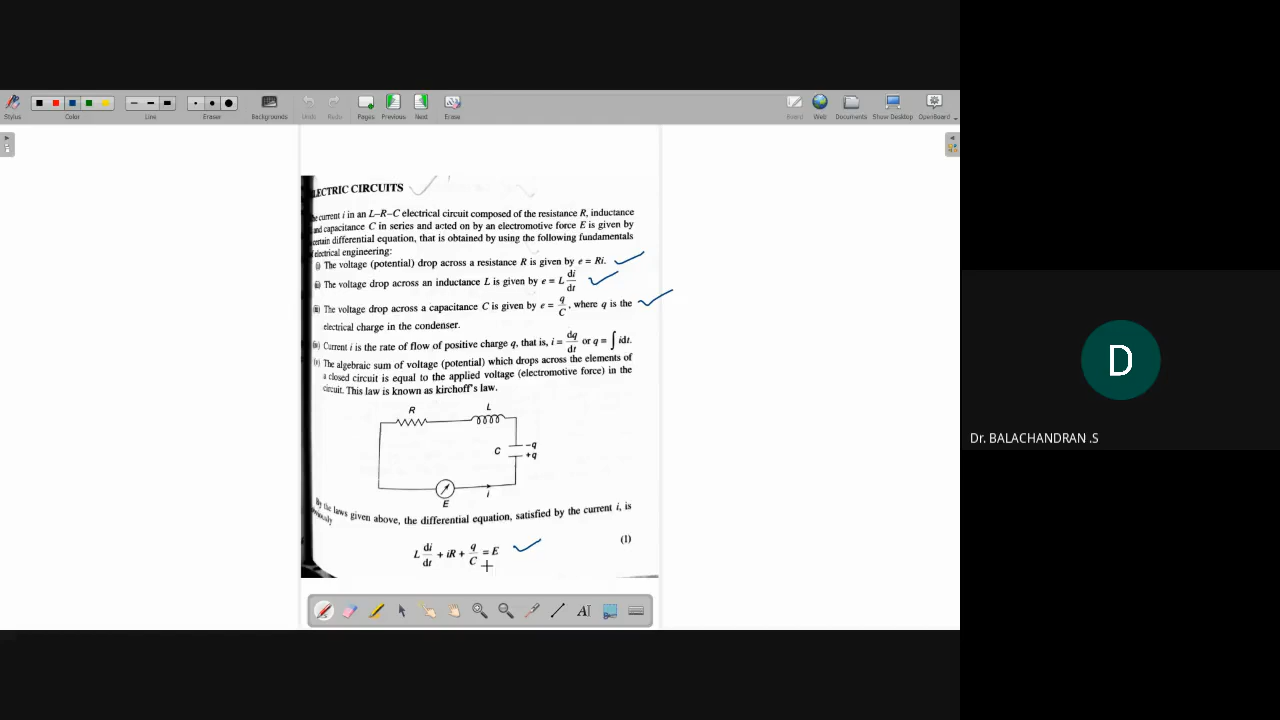 Stylus Color Line Eraser Backgrounds Undo Redo Pages Previous Next Erase Board Web Documents Show Desktop OpenBoard
LECTRIC CIRCUITS
current i in an L–R–C electrical circuit composed of the resistance R, inductance
and capacitance C in series and acted on by an electromotive force E is given by
certain differential equation, that is obtained by using the following fundamentals
electrical engineering:
(i) The voltage (potential) drop across a resistance R is given by e = Ri.
(ii) The voltage drop across an inductance L is given by e = L di/dt
(iii) The voltage drop across a capacitance C is given by e = q/C, where q is the
electrical charge in the condenser.
(iv) Current i is the rate of flow of positive charge q, that is, i = dq/dt or q = ∫ idt.
(v) The algebraic sum of voltage (potential) which drops across the elements of
a closed circuit is equal to the applied voltage (electromotive force) in the
circuit. This law is known as kirchoff's law.
R L
C –q
+q
E i
By the laws given above, the differential equation, satisfied by the current i, is
L di/dt + iR + q/C = E (1)
D
Dr. BALACHANDRAN .S